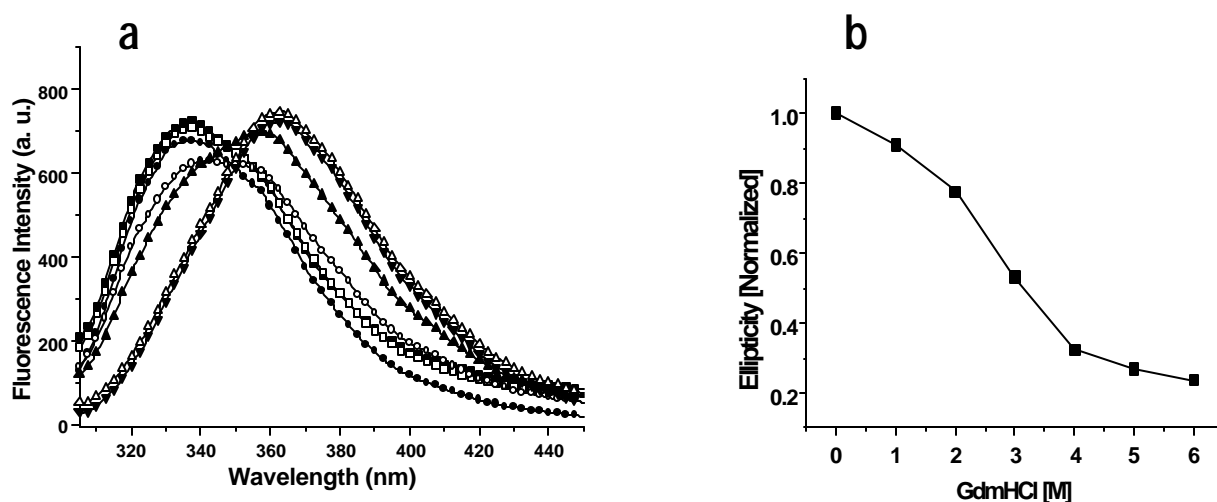 a
Fluorescence Intensity (a. u.)
800
600
400
200
0
320 340 360 380 400 420 440
Wavelength (nm)
b
Ellipticity [Normalized]
1.0
0.8
0.6
0.4
0.2
0 1 2 3 4 5 6
GdmHCl [M]